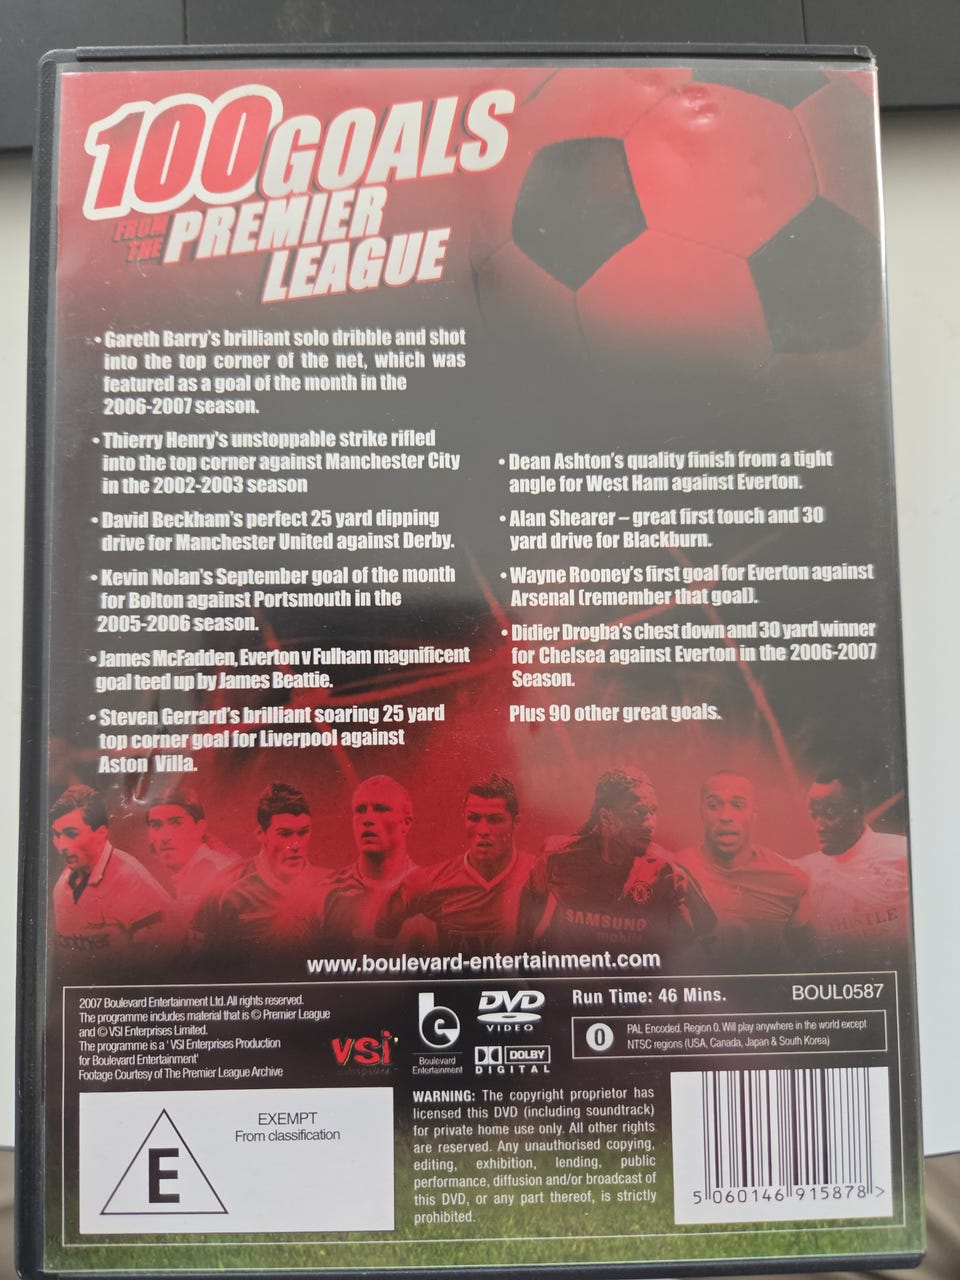 100 GOALS
FROM THE PREMIER
LEAGUE
• Gareth Barry's brilliant solo dribble and shot
into the top corner of the net, which was
featured as a goal of the month in the
2006-2007 season.
• Thierry Henry's unstoppable strike rifled
into the top corner against Manchester City
in the 2002-2003 season
• David Beckham's perfect 25 yard dipping
drive for Manchester United against Derby.
• Kevin Nolan's September goal of the month
for Bolton against Portsmouth in the
2005-2006 season.
• James McFadden, Everton v Fulham magnificent
goal teed up by James Beattie.
• Steven Gerrard's brilliant soaring 25 yard
top corner goal for Liverpool against
Aston Villa.
• Dean Ashton's quality finish from a tight
angle for West Ham against Everton.
• Alan Shearer – great first touch and 30
yard drive for Blackburn.
• Wayne Rooney's first goal for Everton against
Arsenal (remember that goal).
• Didier Drogba's chest down and 30 yard winner
for Chelsea against Everton in the 2006-2007
Season.
Plus 90 other great goals.
SAMSUNG
mobile
www.boulevard-entertainment.com
2007 Boulevard Entertainment Ltd. All rights reserved.
The programme includes material that is © Premier League
and © VSI Enterprises Limited.
The programme is a ' VSI Enterprises Production
for Boulevard Entertainment'
Footage Courtesy of The Premier League Archive
vsi
be
Boulevard
Entertainment
DVD
VIDEO
DOLBY
DIGITAL
Run Time: 46 Mins.
BOUL0587
0
PAL Encoded. Region 0. Will play anywhere in the world except
NTSC regions (USA, Canada, Japan & South Korea)
E
EXEMPT
From classification
WARNING: The copyright proprietor has
licensed this DVD (including soundtrack)
for private home use only. All other rights
are reserved. Any unauthorised copying,
editing, exhibition, lending, public
performance, diffusion and/or broadcast of
this DVD, or any part thereof, is strictly
prohibited.
5 060146 915878 >